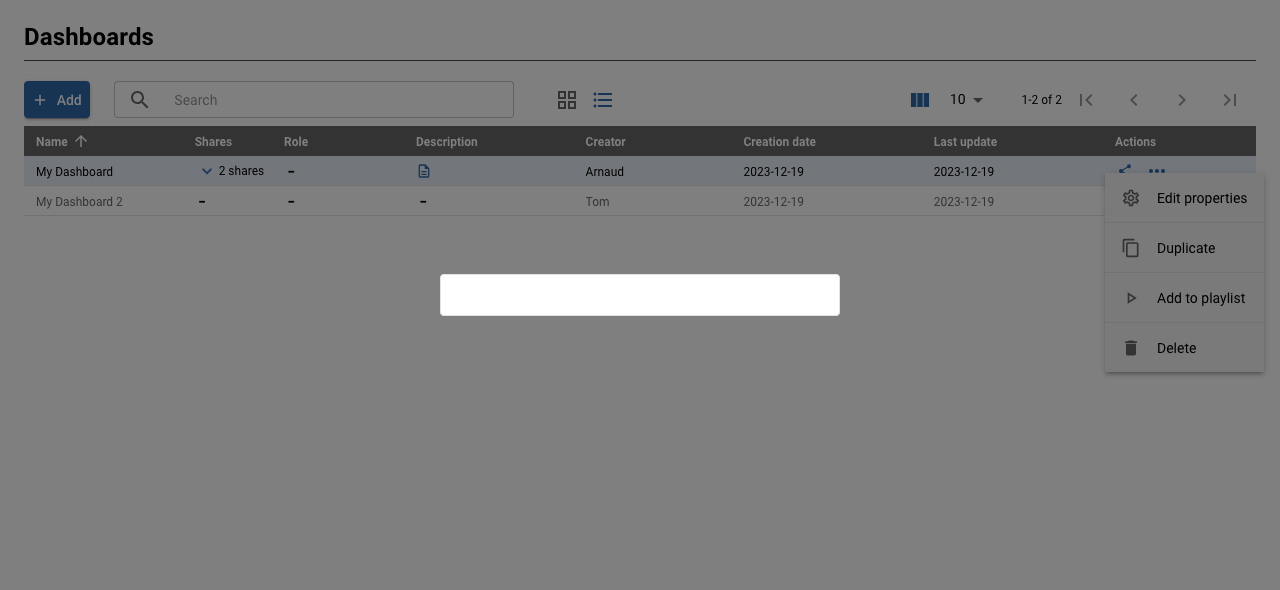 Dashboards
Add
Search
10
1-2 of 2
Name Shares Role Description Creator Creation date Last update Actions
My Dashboard 2 shares - Arnaud 2023-12-19 2023-12-19
My Dashboard 2 - - - Tom 2023-12-19 2023-12-19
Edit properties
Duplicate
Add to playlist
Delete